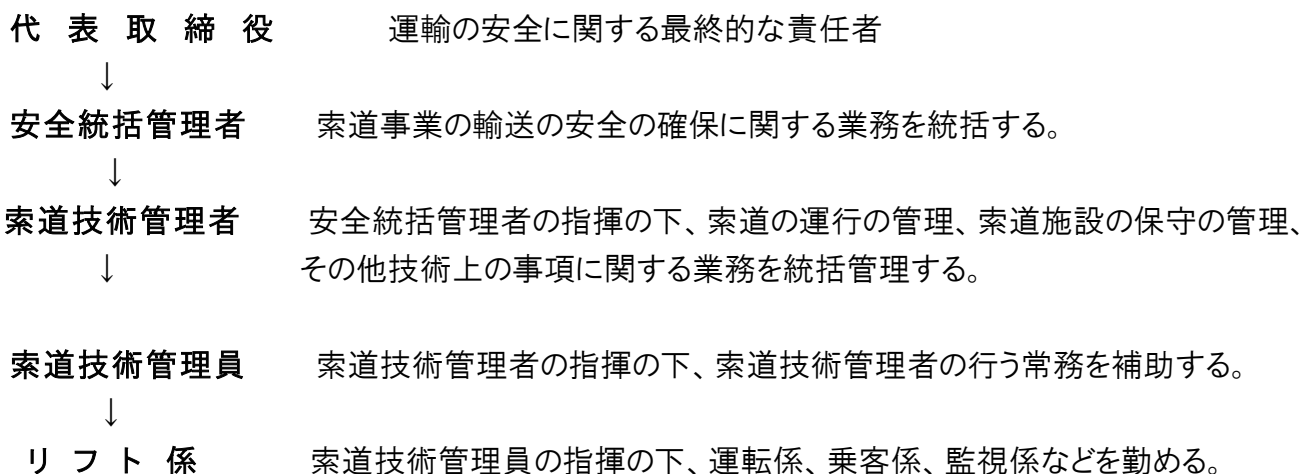 代 表 取 締 役 運輸の安全に関する最終的な責任者
↓
安全統括管理者 索道事業の輸送の安全の確保に関する業務を統括する。
↓
索道技術管理者 安全統括管理者の指揮の下、索道の運行の管理、索道施設の保守の管理、
↓ その他技術上の事項に関する業務を統括管理する。
索道技術管理員 索道技術管理者の指揮の下、索道技術管理者の行う常務を補助する。
↓
リ フ ト 係 索道技術管理員の指揮の下、運転係、乗客係、監視係などを勤める。